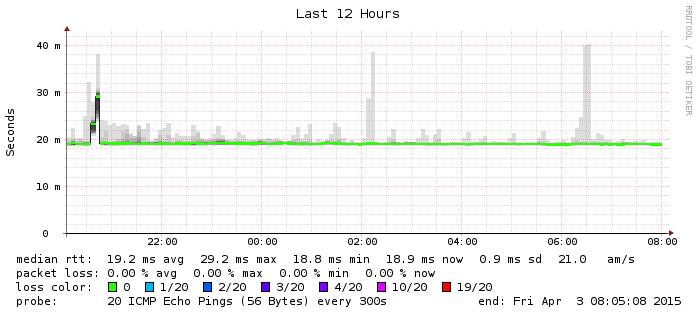 Last 12 Hours
RRDTOOL / TOBI OETIKER
Seconds
40 m
30 m
20 m
10 m
0
22:00 00:00 02:00 04:00 06:00 08:00
median rtt: 19.2 ms avg 29.2 ms max 18.8 ms min 18.9 ms now 0.9 ms sd 21.0 am/s
packet loss: 0.00 % avg 0.00 % max 0.00 % min 0.00 % now
loss color: 0 1/20 2/20 3/20 4/20 10/20 19/20
probe: 20 ICMP Echo Pings (56 Bytes) every 300s end: Fri Apr 3 08:05:08 2015